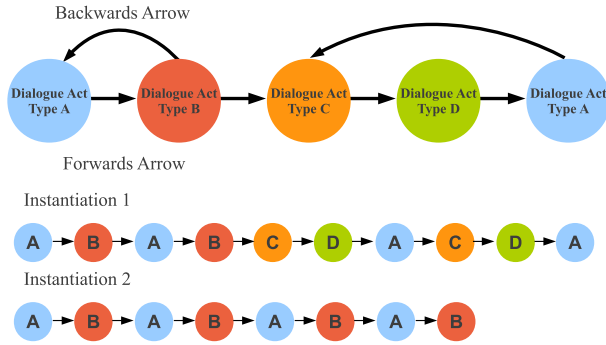 Backwards Arrow
Dialogue Act
Type A
Dialogue Act
Type B
Dialogue Act
Type C
Dialogue Act
Type D
Dialogue Act
Type A
Forwards Arrow
Instantiation 1
A B A B C D A C D A
Instantiation 2
A B A B A B A B